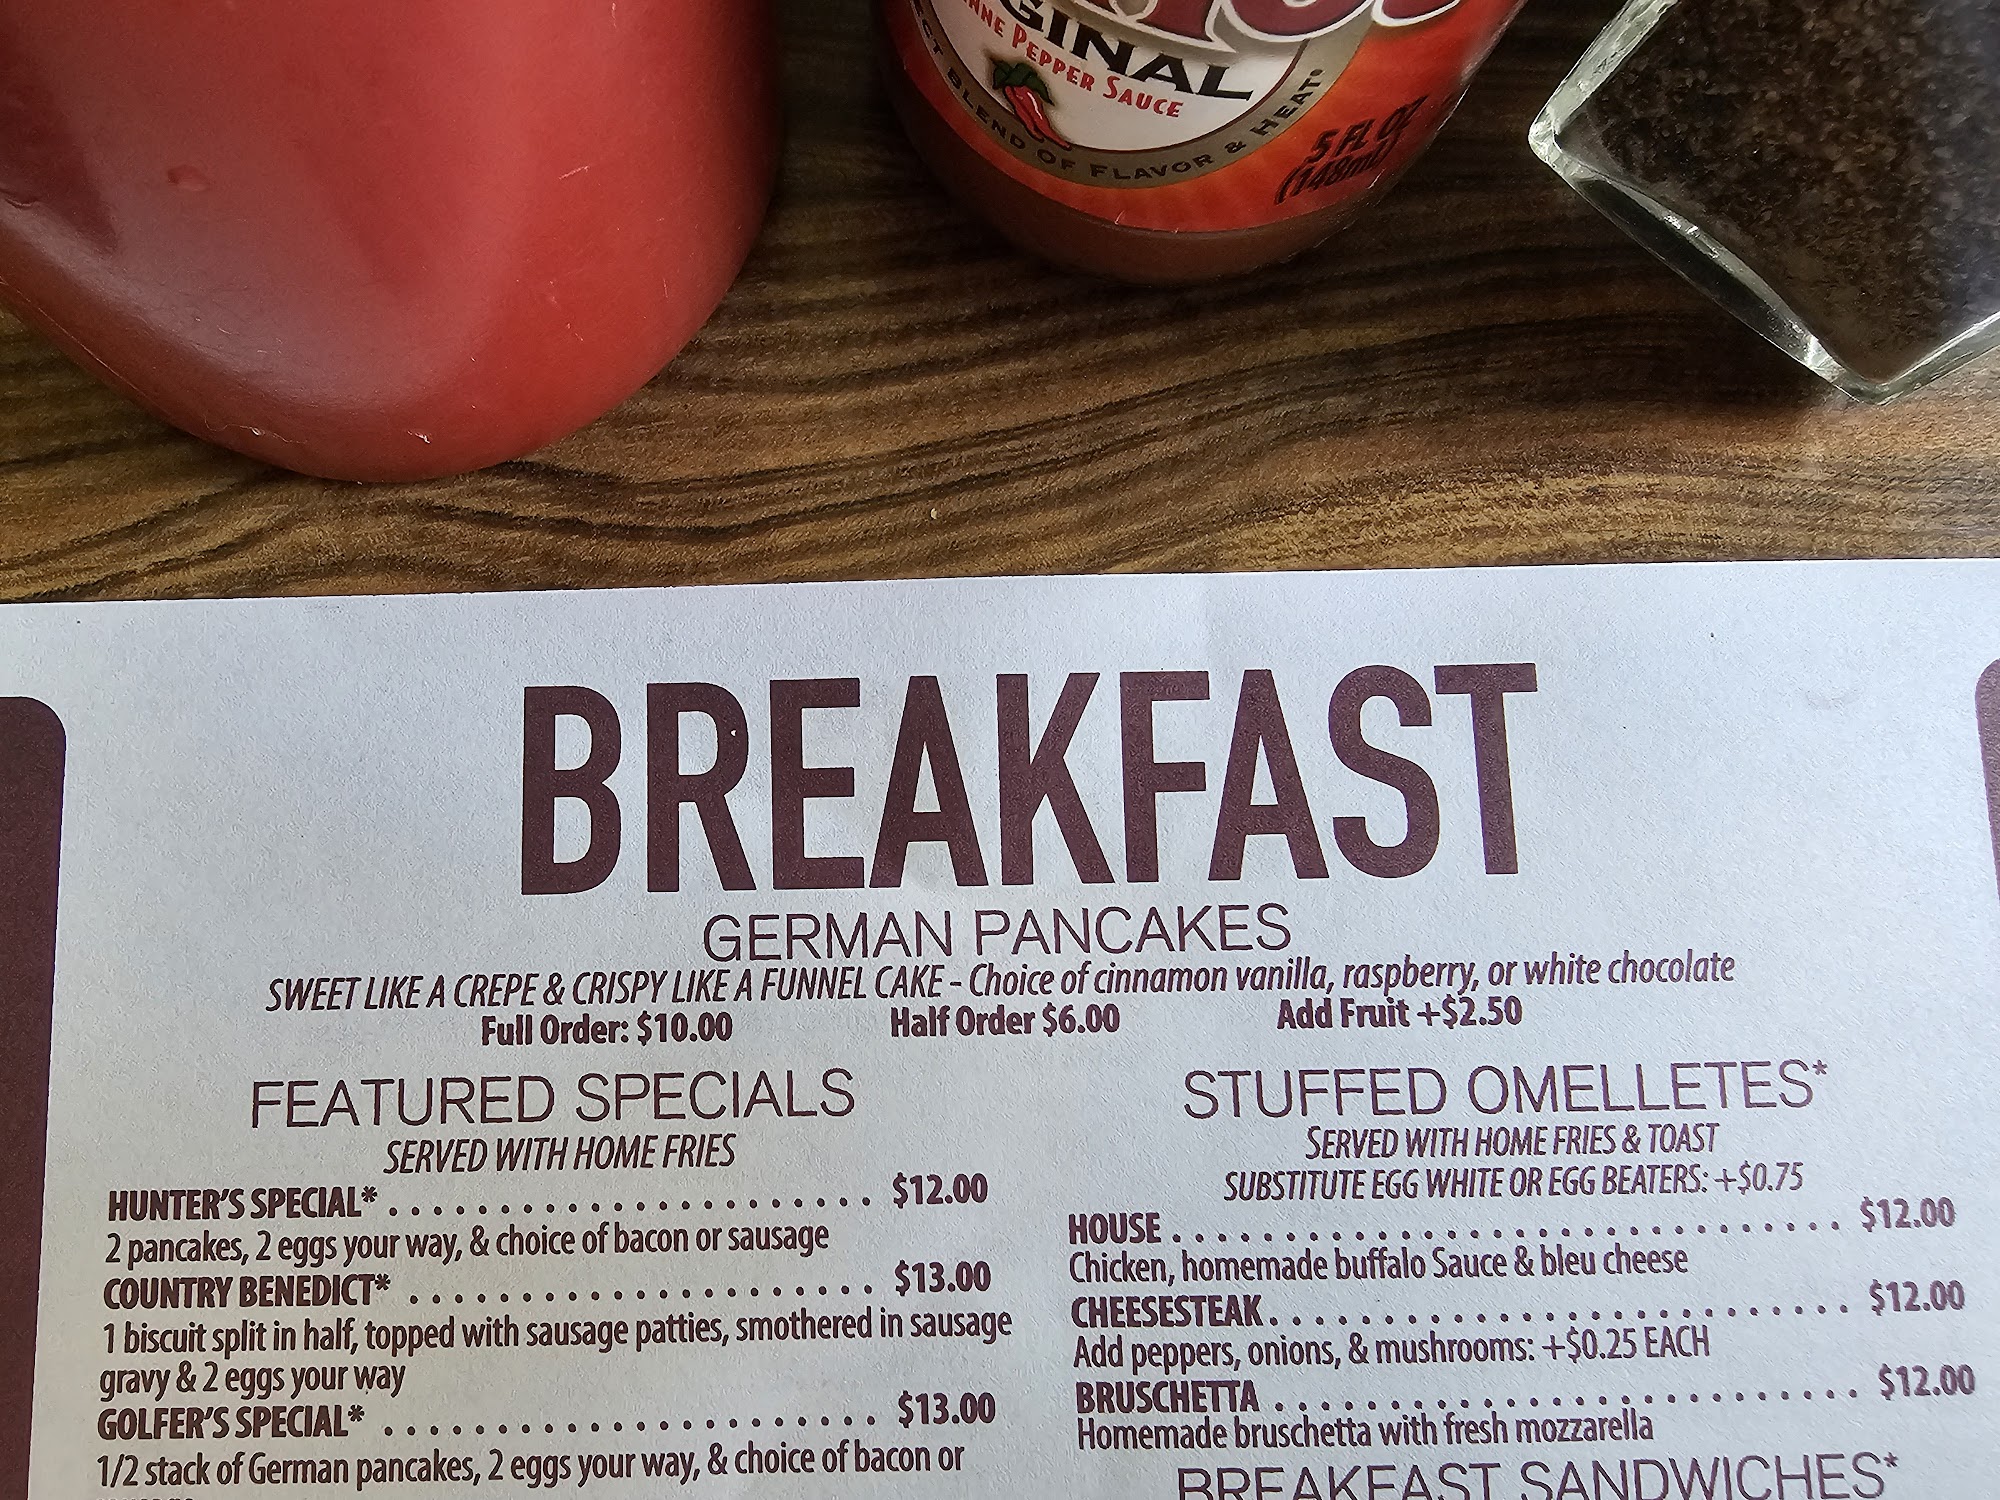 GINAL
PEPPER SAUCE
BLEND OF FLAVOR & HEAT®
5 FL OZ
(148mL)
BREAKFAST
GERMAN PANCAKES
SWEET LIKE A CREPE & CRISPY LIKE A FUNNEL CAKE - Choice of cinnamon vanilla, raspberry, or white chocolate
Full Order: $10.00 Half Order $6.00 Add Fruit +$2.50
FEATURED SPECIALS
SERVED WITH HOME FRIES
HUNTER'S SPECIAL* . . . . . . . . . . . . . . . . . . . . . . $12.00
2 pancakes, 2 eggs your way, & choice of bacon or sausage
COUNTRY BENEDICT* . . . . . . . . . . . . . . . . . . . . . $13.00
1 biscuit split in half, topped with sausage patties, smothered in sausage
gravy & 2 eggs your way
GOLFER'S SPECIAL* . . . . . . . . . . . . . . . . . . . . . . $13.00
1/2 stack of German pancakes, 2 eggs your way, & choice of bacon or
STUFFED OMELLETES*
SERVED WITH HOME FRIES & TOAST
SUBSTITUTE EGG WHITE OR EGG BEATERS: +$0.75
HOUSE . . . . . . . . . . . . . . . . . . . . . . . . . . . . . . $12.00
Chicken, homemade buffalo Sauce & bleu cheese
CHEESESTEAK. . . . . . . . . . . . . . . . . . . . . . . . . . $12.00
Add peppers, onions, & mushrooms: +$0.25 EACH
BRUSCHETTA . . . . . . . . . . . . . . . . . . . . . . . . . . $12.00
Homemade bruschetta with fresh mozzarella
BREAKFAST SANDWICHES*